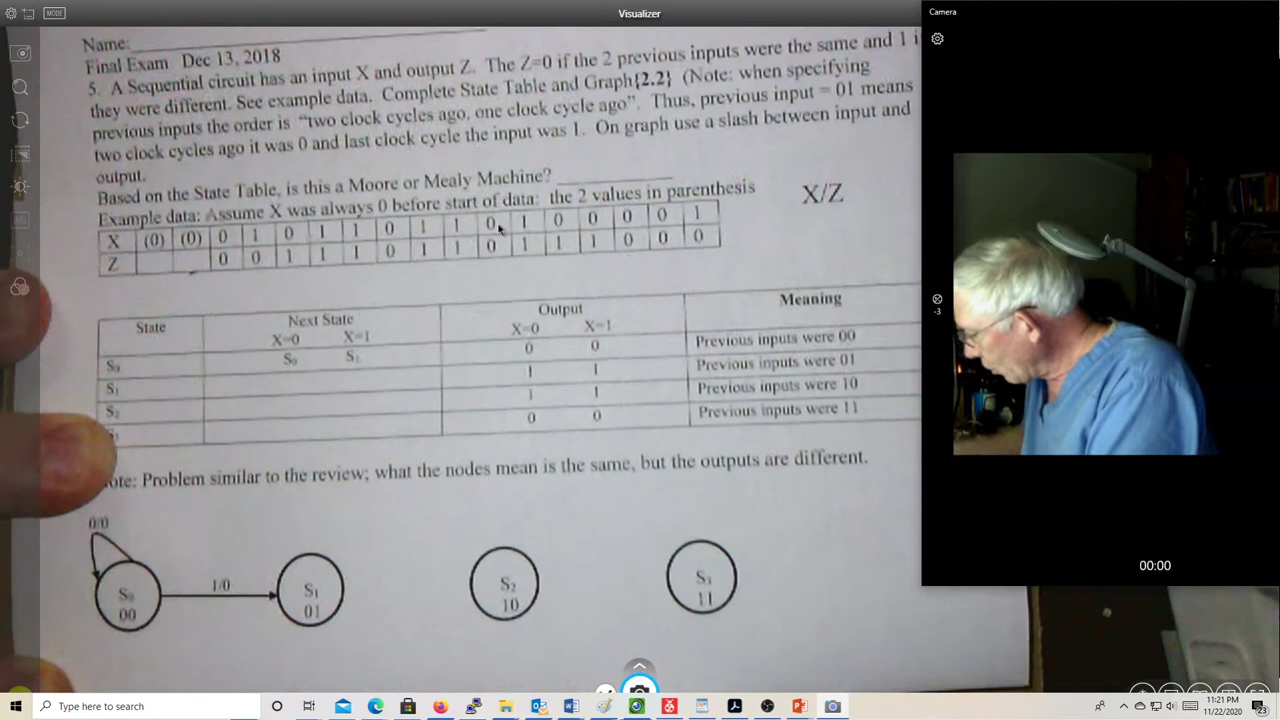 MODE
Visualizer
Camera
Name:
Final Exam Dec 13, 2018
5. A Sequential circuit has an input X and output Z. The Z=0 if the 2 previous inputs were the same and 1 i
they were different. See example data. Complete State Table and Graph{2.2} (Note: when specifying
previous inputs the order is “two clock cycles ago, one clock cycle ago”. Thus, previous input = 01 means
two clock cycles ago it was 0 and last clock cycle the input was 1. On graph use a slash between input and
output.
Based on the State Table, is this a Moore or Mealy Machine?
Example data: Assume X was always 0 before start of data: the 2 values in parenthesis
X/Z
X (0) (0) 0 1 0 1 1 0 1 1 0 1 0 0 0 0 1
Z 0 0 1 1 1 0 1 1 0 1 1 1 0 0 0
State Next State Output Meaning
X=0 X=1 X=0 X=1
S₀ S₀ S₁ 0 0 Previous inputs were 00
S₁ 1 1 Previous inputs were 01
S₂ 1 1 Previous inputs were 10
0 0 Previous inputs were 11
ote: Problem similar to the review; what the nodes mean is the same, but the outputs are different.
0/0
1/0
S₀ S₁ S₂ S₃
00 01 10 11
-3
00:00
Type here to search
11:21 PM
11/22/2020
23